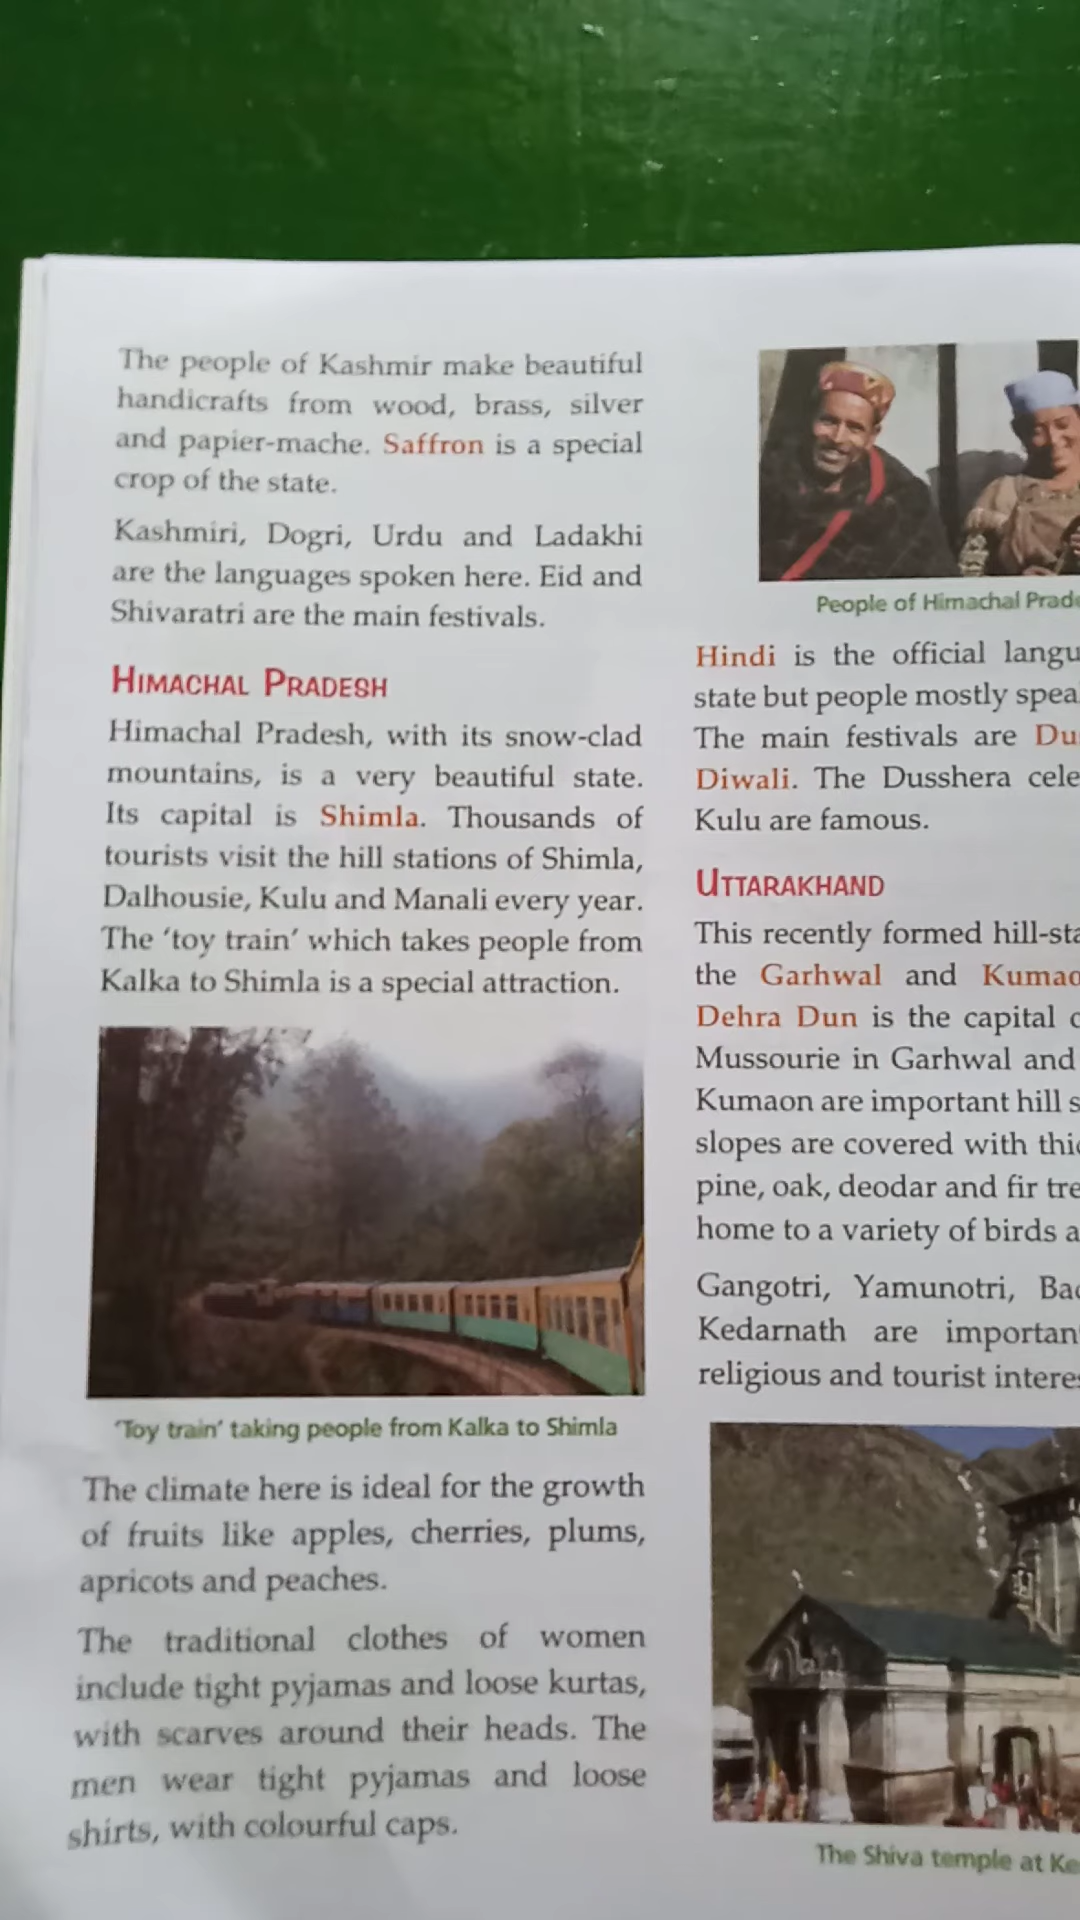 The people of Kashmir make beautiful
handicrafts from wood, brass, silver
and papier-mache. Saffron is a special
crop of the state.
Kashmiri, Dogri, Urdu and Ladakhi
are the languages spoken here. Eid and
Shivaratri are the main festivals.
HIMACHAL PRADESH
Himachal Pradesh, with its snow-clad
mountains, is a very beautiful state.
Its capital is Shimla. Thousands of
tourists visit the hill stations of Shimla,
Dalhousie, Kulu and Manali every year.
The ‘toy train’ which takes people from
Kalka to Shimla is a special attraction.
‘Toy train’ taking people from Kalka to Shimla
The climate here is ideal for the growth
of fruits like apples, cherries, plums,
apricots and peaches.
The traditional clothes of women
include tight pyjamas and loose kurtas,
with scarves around their heads. The
men wear tight pyjamas and loose
shirts, with colourful caps.
People of Himachal
Hindi is the official
state but people mostly
The main festivals are
Diwali. The Dusshera
Kulu are famous.
UTTARAKHAND
This recently formed
the Garhwal and
Dehra Dun is the capital
Mussourie in Garhwal and
Kumaon are important hill
slopes are covered with
pine, oak, deodar and fir
home to a variety of birds
Gangotri, Yamunotri,
Kedarnath are
religious and tourist
The Shiva temple at